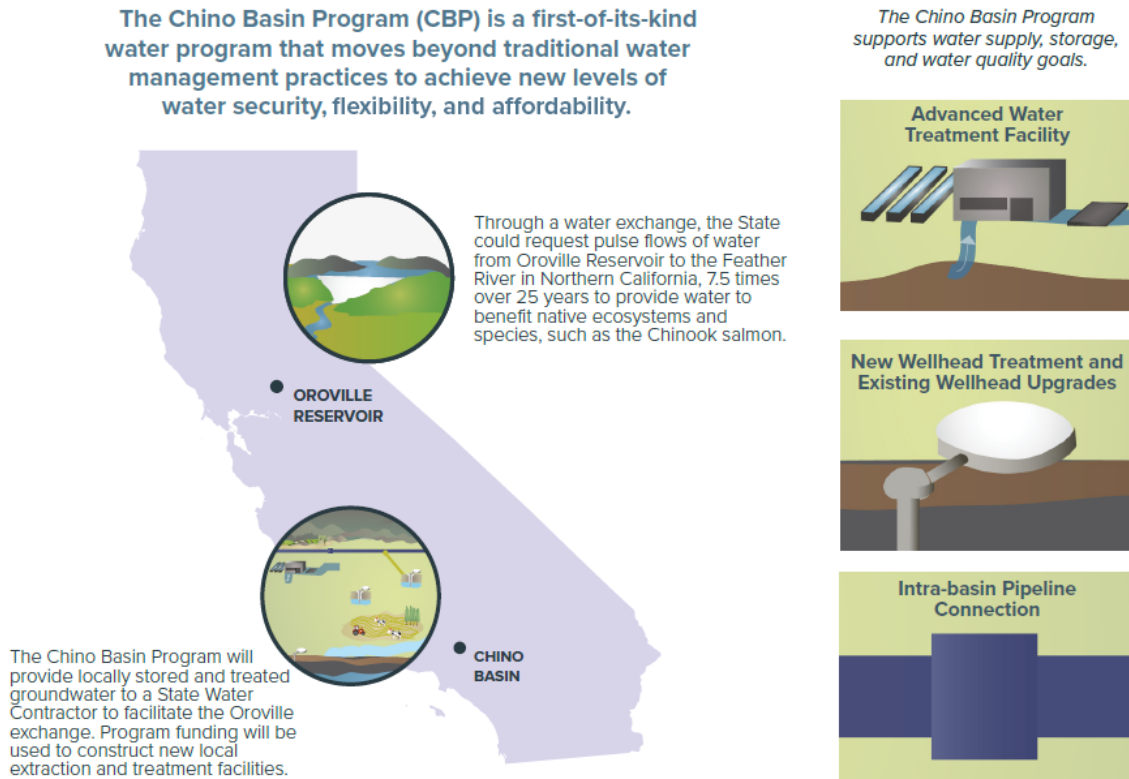 The Chino Basin Program (CBP) is a first-of-its-kind
water program that moves beyond traditional water
management practices to achieve new levels of
water security, flexibility, and affordability.
Through a water exchange, the State
could request pulse flows of water
from Oroville Reservoir to the Feather
River in Northern California, 7.5 times
over 25 years to provide water to
benefit native ecosystems and
species, such as the Chinook salmon.
OROVILLE
RESERVOIR
The Chino Basin Program will
provide locally stored and treated
groundwater to a State Water
Contractor to facilitate the Oroville
exchange. Program funding will be
used to construct new local
extraction and treatment facilities.
CHINO
BASIN
The Chino Basin Program
supports water supply, storage,
and water quality goals.
Advanced Water
Treatment Facility
New Wellhead Treatment and
Existing Wellhead Upgrades
Intra-basin Pipeline
Connection